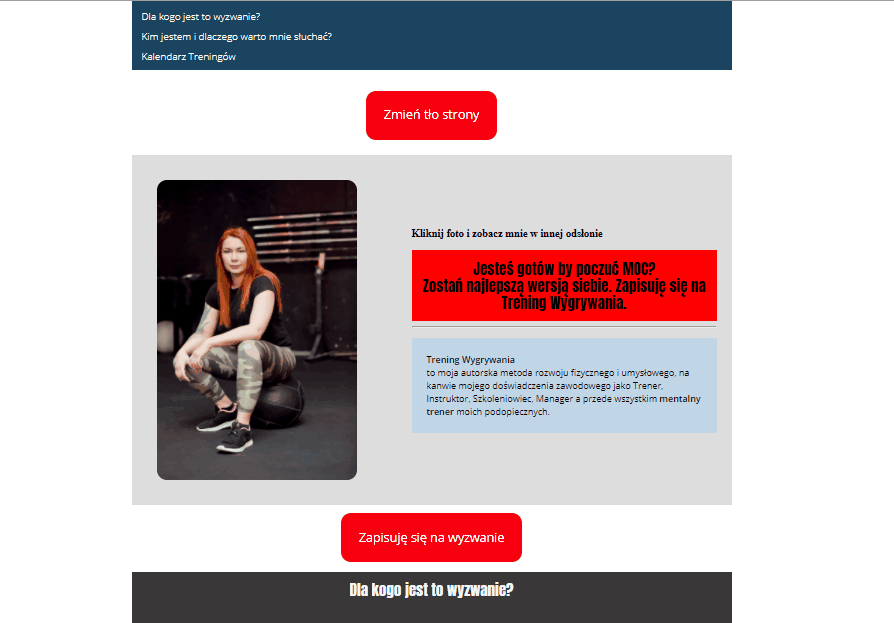 Dla kogo jest to wyzwanie?
Kim jestem i dlaczego warto mnie słuchać?
Kalendarz Treningów
Zmień tło strony
Kliknij foto i zobacz mnie w innej odsłonie
Jesteś gotów by poczuć MOC?
Zostań najlepszą wersją siebie. Zapisuję się na
Trening Wygrywania.
Trening Wygrywania
to moja autorska metoda rozwoju fizycznego i umysłowego, na
kanwie mojego doświadczenia zawodowego jako Trener,
Instruktor, Szkoleniowiec, Manager a przede wszystkim mentalny
trener moich podopiecznych.
Zapisuję się na wyzwanie
Dla kogo jest to wyzwanie?